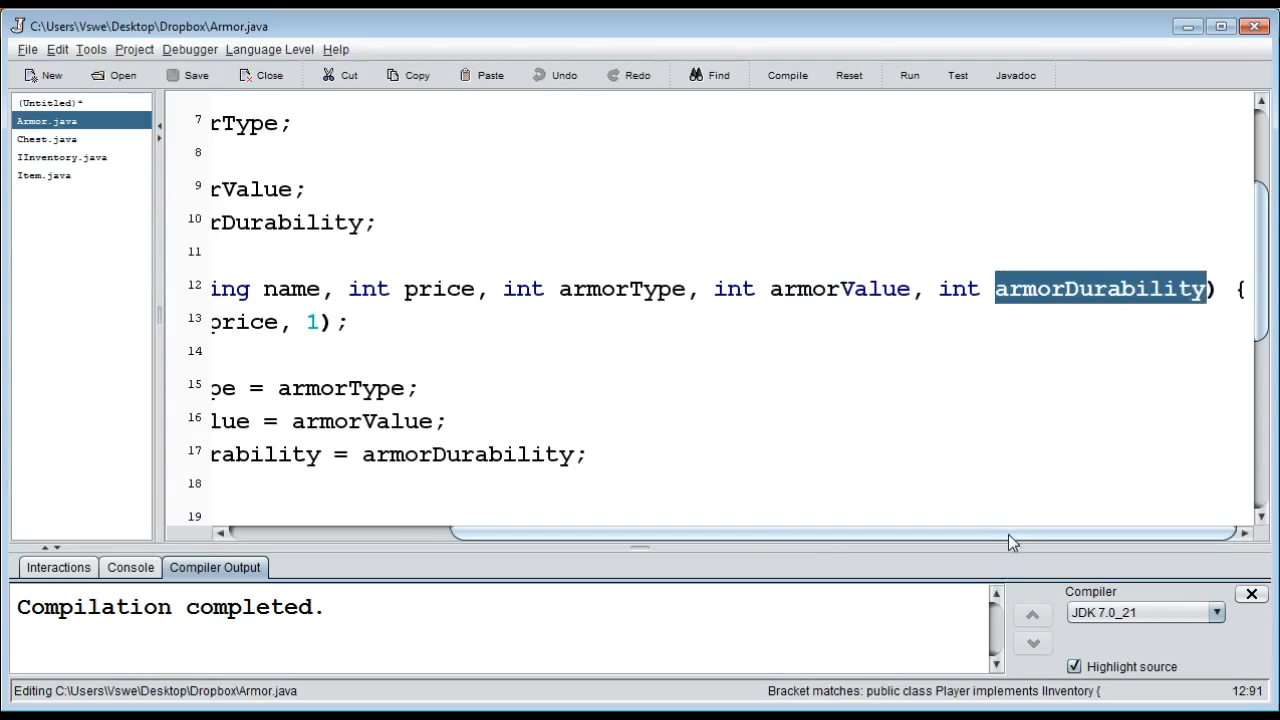 C:\Users\Vswe\Desktop\Dropbox\Armor.java
File Edit Tools Project Debugger Language Level Help
New Open Save Close Cut Copy Paste Undo Redo Find Compile Reset Run Test Javadoc
(Untitled)*
Armor.java
Chest.java
IInventory.java
Item.java
7 rType;
8
9 rValue;
10 rDurability;
11
12 ing name, int price, int armorType, int armorValue, int armorDurability) {
13 price, 1);
14
15 pe = armorType;
16 lue = armorValue;
17 rability = armorDurability;
18
19
Interactions Console Compiler Output
Compilation completed.
Compiler
JDK 7.0_21
Highlight source
Editing C:\Users\Vswe\Desktop\Dropbox\Armor.java Bracket matches: public class Player implements IInventory { 12:91